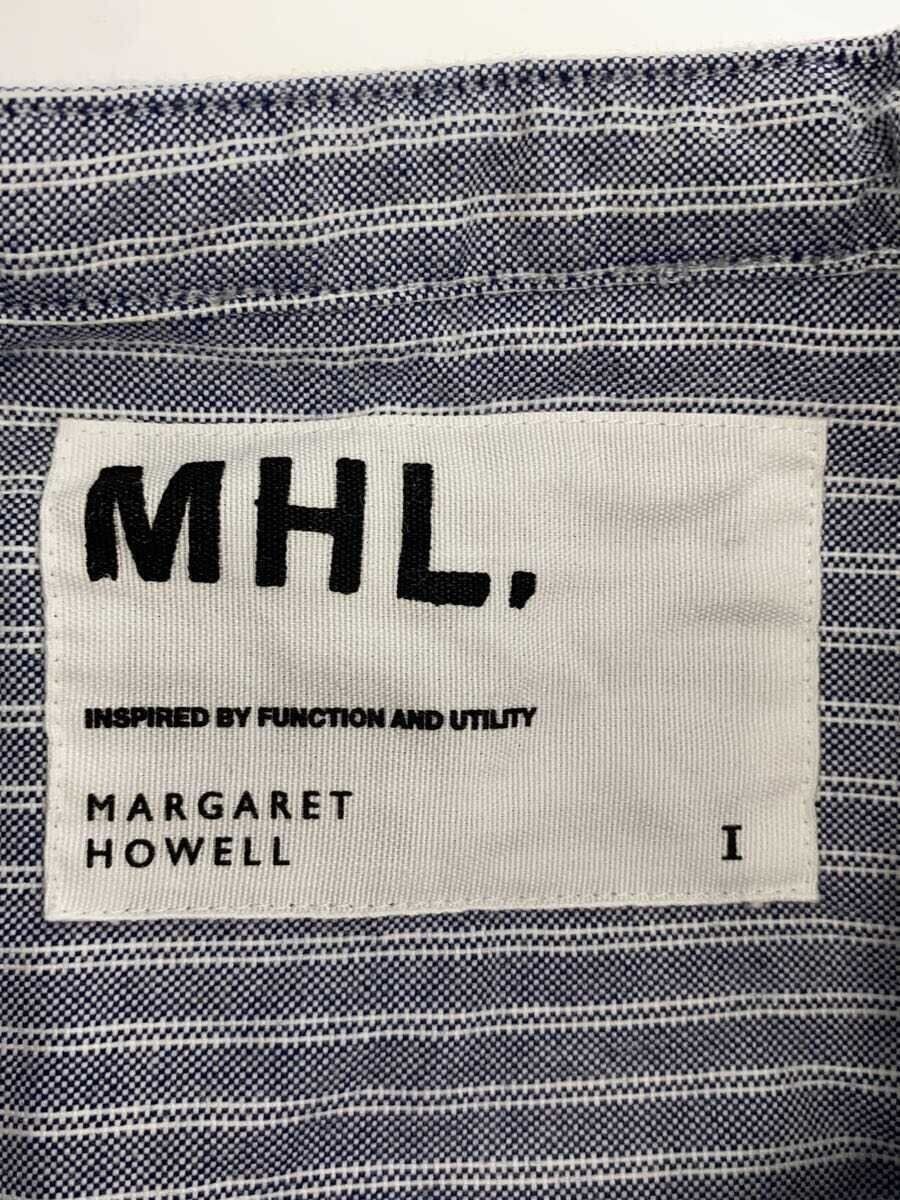 MHL.
INSPIRED BY FUNCTION AND UTILITY
MARGARET
HOWELL
I